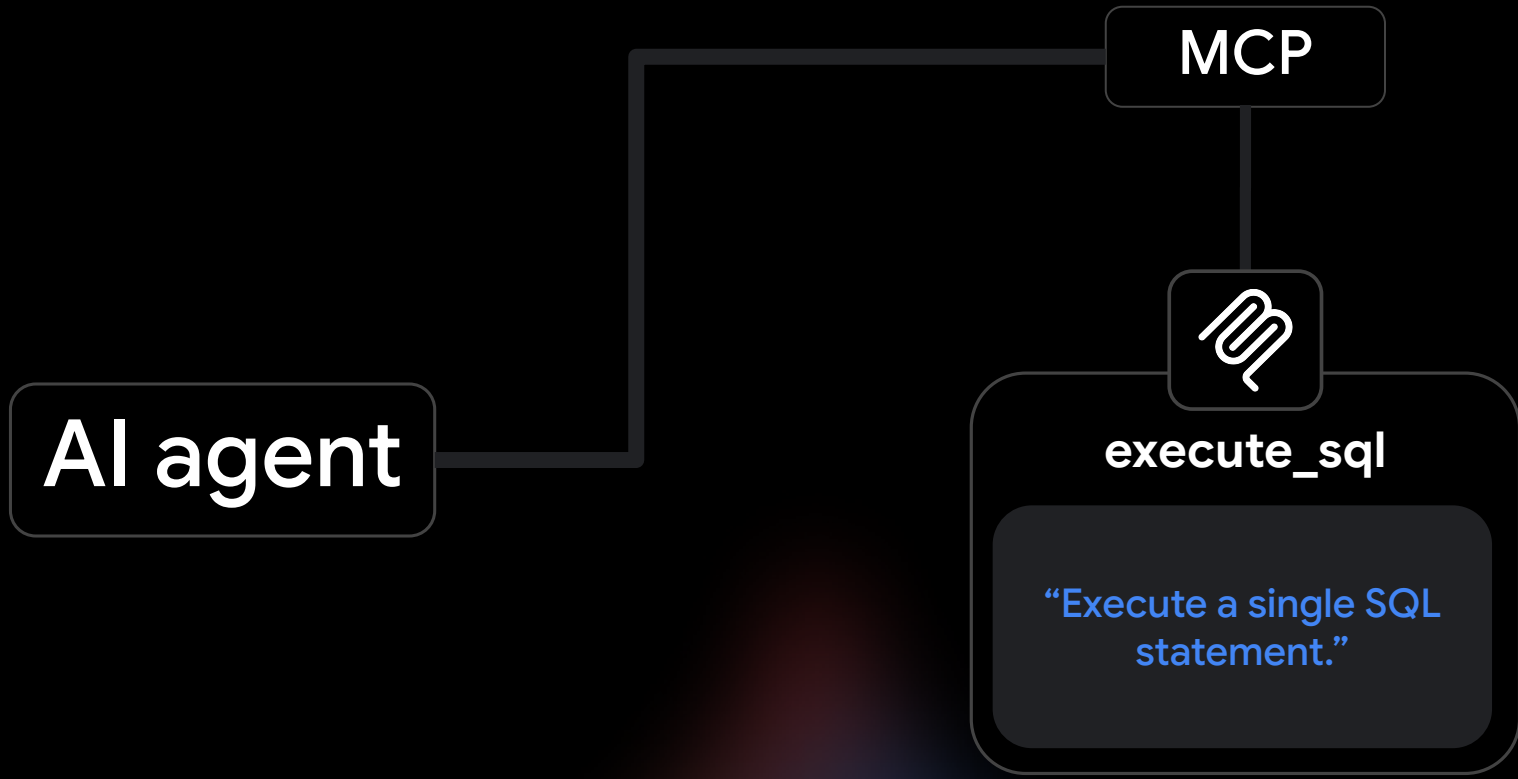 MCP
AI agent
execute_sql
“Execute a single SQL
statement.”